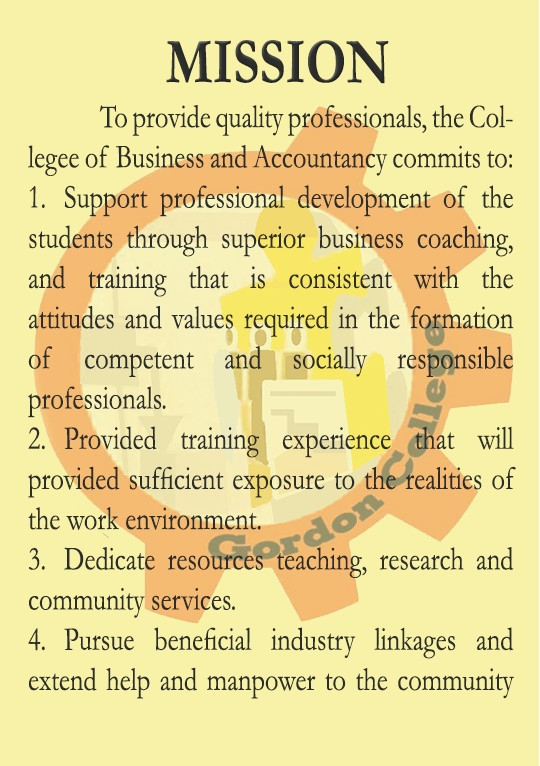 MISSION
To provide quality professionals, the Col-
legee of Business and Accountancy commits to:
1. Support professional development of the
students through superior business coaching,
and training that is consistent with the
attitudes and values required in the formation
of competent and socially responsible
professionals.
2. Provided training experience that will
provided sufficient exposure to the realities of
the work environment.
3. Dedicate resources teaching, research and
community services.
4. Pursue beneficial industry linkages and
extend help and manpower to the community
Gordon College